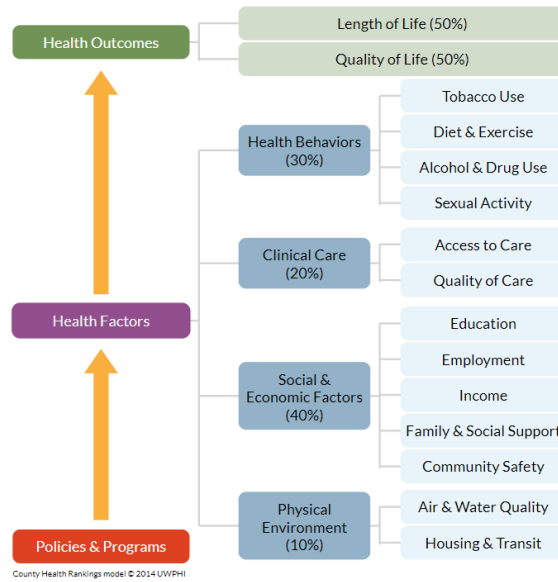 Health Outcomes
Length of Life (50%)
Quality of Life (50%)
Health Factors
Health Behaviors
(30%)
Tobacco Use
Diet & Exercise
Alcohol & Drug Use
Sexual Activity
Clinical Care
(20%)
Access to Care
Quality of Care
Social &
Economic Factors
(40%)
Education
Employment
Income
Family & Social Support
Community Safety
Physical
Environment
(10%)
Air & Water Quality
Housing & Transit
Policies & Programs
County Health Rankings model © 2014 UWPHI